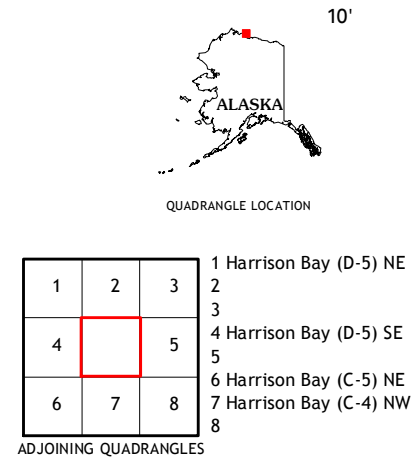 10'
ALASKA
QUADRANGLE LOCATION
1 2 3
4 5
6 7 8
1 Harrison Bay (D-5) NE
2
3
4 Harrison Bay (D-5) SE
5
6 Harrison Bay (C-5) NE
7 Harrison Bay (C-4) NW
8
ADJOINING QUADRANGLES